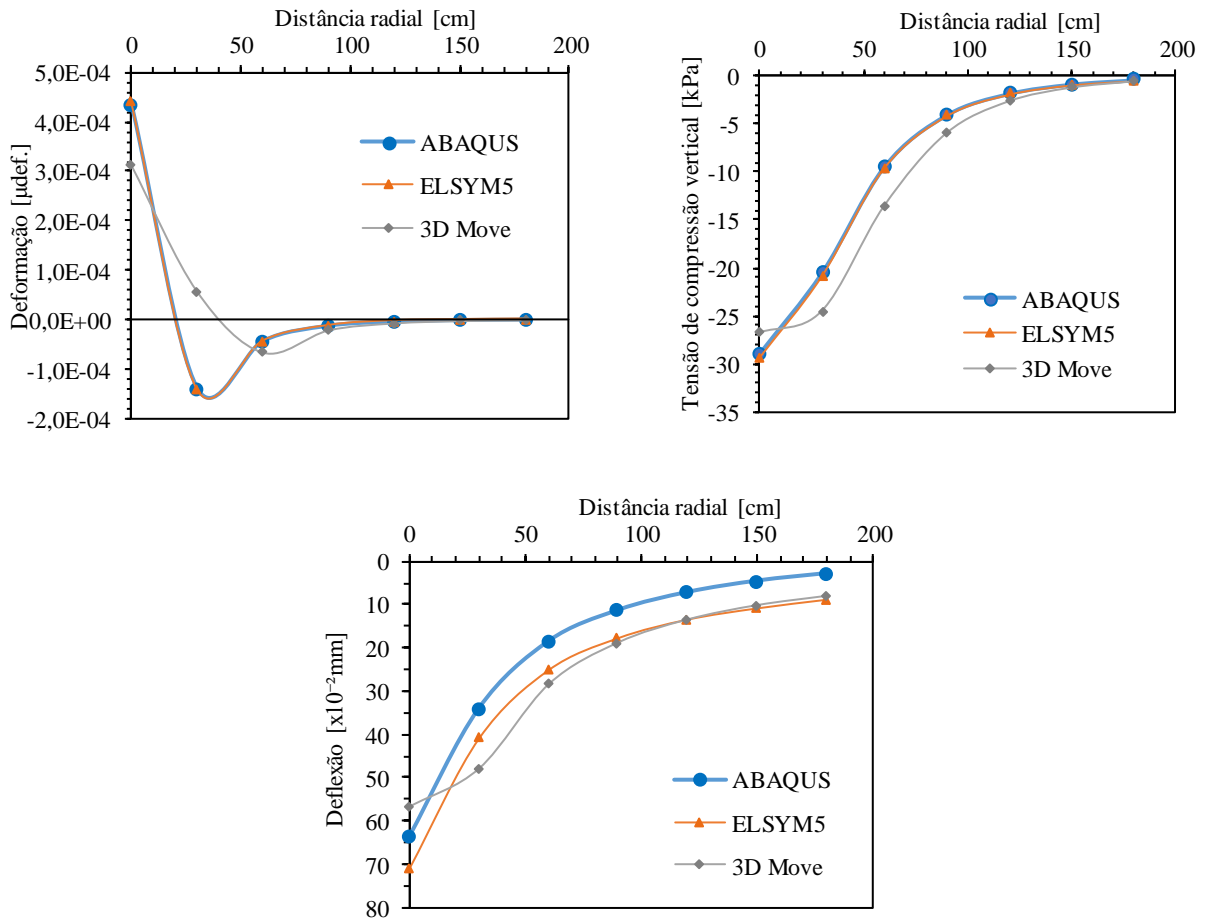 Distância radial [cm]
0 50 100 150 200
5,0E-04
4,0E-04
3,0E-04
2,0E-04
1,0E-04
0,0E+00
-1,0E-04
-2,0E-04
Deformação [µdef.]
ABAQUS
ELSYM5
3D Move
Distância radial [cm]
0 50 100 150 200
0
-5
-10
-15
-20
-25
-30
-35
Tensão de compressão vertical [kPa]
ABAQUS
ELSYM5
3D Move
Distância radial [cm]
0 50 100 150 200
0
10
20
30
40
50
60
70
80
Deflexão [x10⁻²mm]
ABAQUS
ELSYM5
3D Move